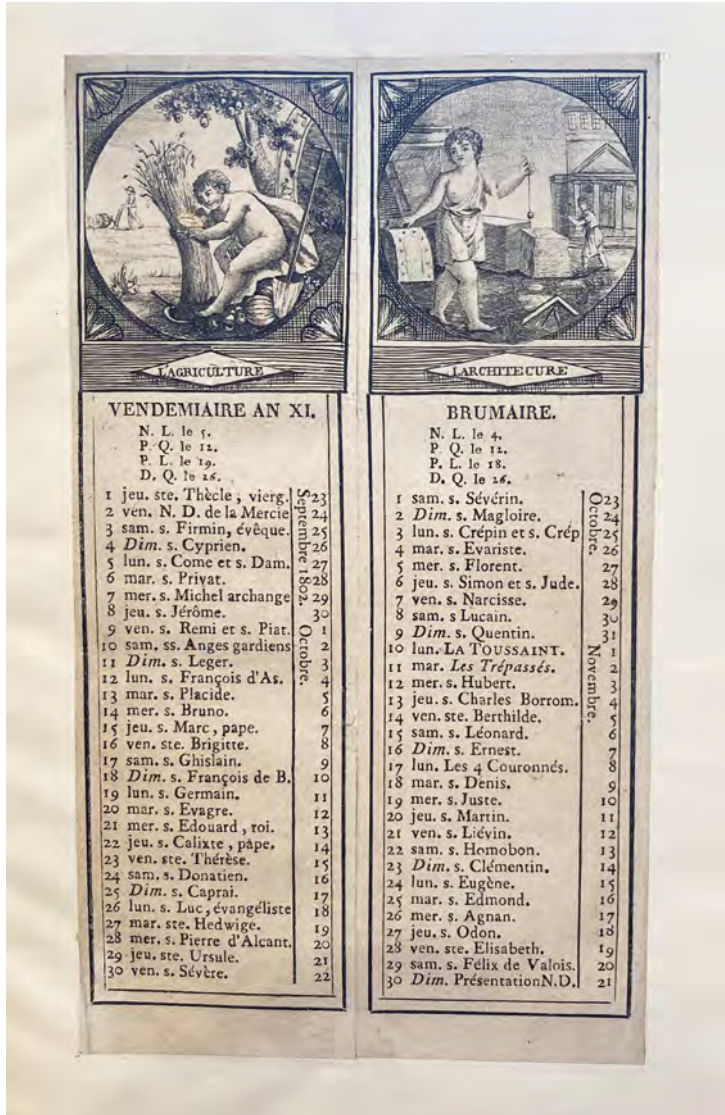 L'AGRICULTURE
VENDEMIAIRE AN XI.
N. L. le 5.
P. Q. le 12.
P. L. le 19.
D. Q. le 26.
Septembre 1802.
Octobre.
1 jeu. ste. Thècle, vierg. 23
2 ven. N. D. de la Mercie 24
3 sam. s. Firmin, évêque. 25
4 Dim. s. Cyprien. 26
5 lun. s. Come et s. Dam. 27
6 mar. s. Privat. 28
7 mer. s. Michel archange 29
8 jeu. s. Jérôme. 30
9 ven. s. Remi et s. Piat. 1
10 sam. ss. Anges gardiens 2
11 Dim. s. Leger. 3
12 lun. s. François d'As. 4
13 mar. s. Placide. 5
14 mer. s. Bruno. 6
15 jeu. s. Marc, pape. 7
16 ven. ste. Brigitte. 8
17 sam. s. Ghislain. 9
18 Dim. s. François de B. 10
19 lun. s. Germain. 11
20 mar. s. Evagre. 12
21 mer. s. Edouard, roi. 13
22 jeu. s. Calixte, pape. 14
23 ven. ste. Thérèse. 15
24 sam. s. Donatien. 16
25 Dim. s. Caprai. 17
26 lun. s. Luc, évangéliste 18
27 mar. ste. Hedwige. 19
28 mer. s. Pierre d'Alcant. 20
29 jeu. ste. Ursule. 21
30 ven. s. Sévère. 22
L'ARCHITECURE
BRUMAIRE.
N. L. le 4.
P. Q. le 12.
P. L. le 18.
D. Q. le 26.
Octobre.
Novembre.
1 sam. s. Sévérin. 23
2 Dim. s. Magloire. 24
3 lun. s. Crépin et s. Crép 25
4 mar. s. Evariste. 26
5 mer. s. Florent. 27
6 jeu. s. Simon et s. Jude. 28
7 ven. s. Narcisse. 29
8 sam. s Lucain. 30
9 Dim. s. Quentin. 31
10 lun. LA TOUSSAINT. 1
11 mar. Les Trépassés. 2
12 mer. s. Hubert. 3
13 jeu. s. Charles Borrom. 4
14 ven. ste. Berthilde. 5
15 sam. s. Léonard. 6
16 Dim. s. Ernest. 7
17 lun. Les 4 Couronnés. 8
18 mar. s. Denis. 9
19 mer. s. Juste. 10
20 jeu. s. Martin. 11
21 ven. s. Liévin. 12
22 sam. s. Homobon. 13
23 Dim. s. Clémentin. 14
24 lun. s. Eugène. 15
25 mar. s. Edmond. 16
26 mer. s. Agnan. 17
27 jeu. s. Odon. 18
28 ven. ste. Elisabeth. 19
29 sam. s. Félix de Valois. 20
30 Dim. Présentation N.D. 21